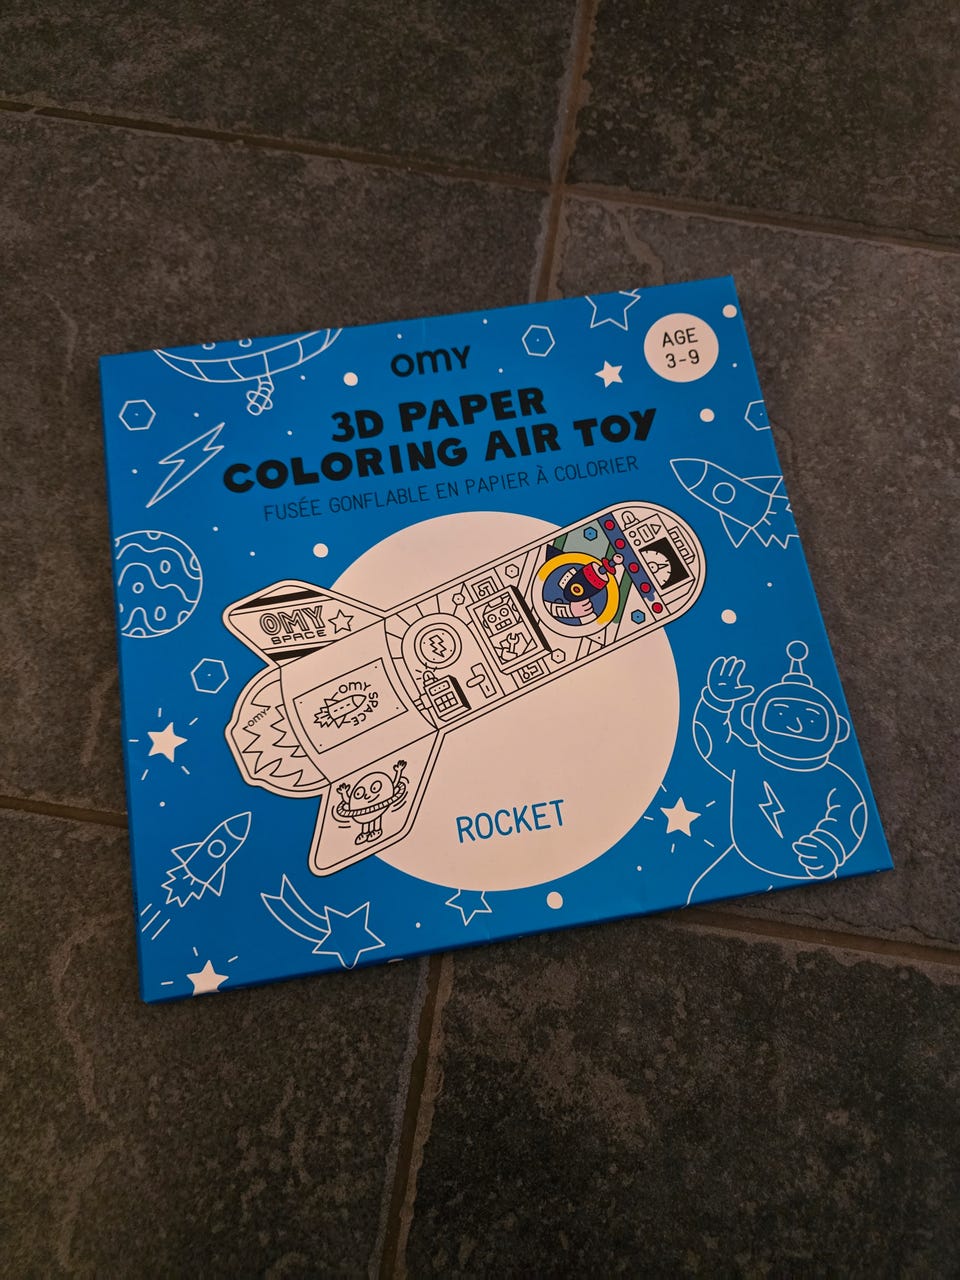 omy
AGE
3-9
3D PAPER
COLORING AIR TOY
FUSÉE GONFLABLE EN PAPIER À COLORIER
OMY
SPACE
omy
SPACE
omy
ROCKET